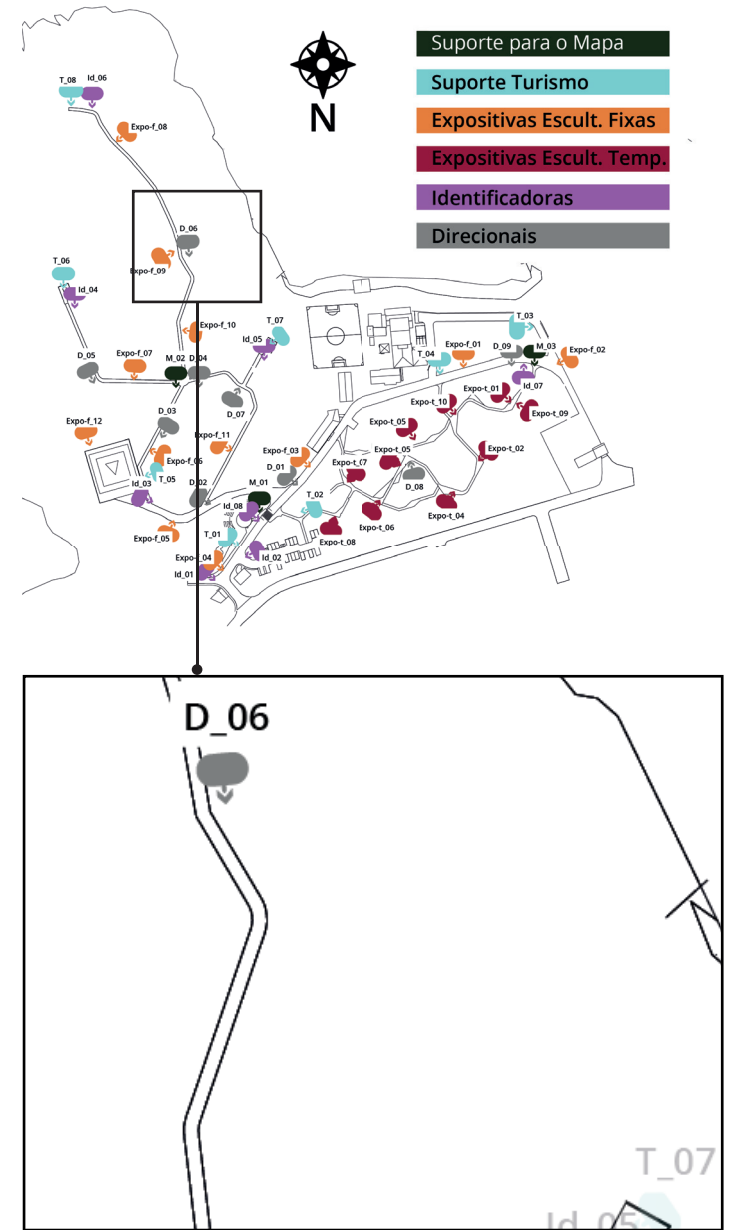 Suporte para o Mapa
Suporte Turismo
Expositivas Escult. Fixas
Expositivas Escult. Temp.
Identificadoras
Direcionais
N
T_08
Id_06
Expo-f_08
D_06
Expo-f_09
T_06
Id_04
Expo-f_10
T_07
Id_05
T_03
D_05
Expo-f_07
M_02
D_04
T_04
Expo-f_01
D_09
M_03
Expo-f_02
D_07
Expo-t_10
Expo-t_01
Id_07
Expo-t_09
D_03
Expo-f_12
Expo-f_11
Expo-t_05
Expo-f_06
T_05
Expo-f_03
D_01
Expo-t_07
Expo-t_05
Expo-t_02
Id_03
D_02
M_01
D_08
Id_08
T_02
Expo-t_04
Expo-f_05
T_01
Expo-t_06
Expo-t_08
Expo-f_04
Id_02
Id_01
D_06
T_07
Id_05